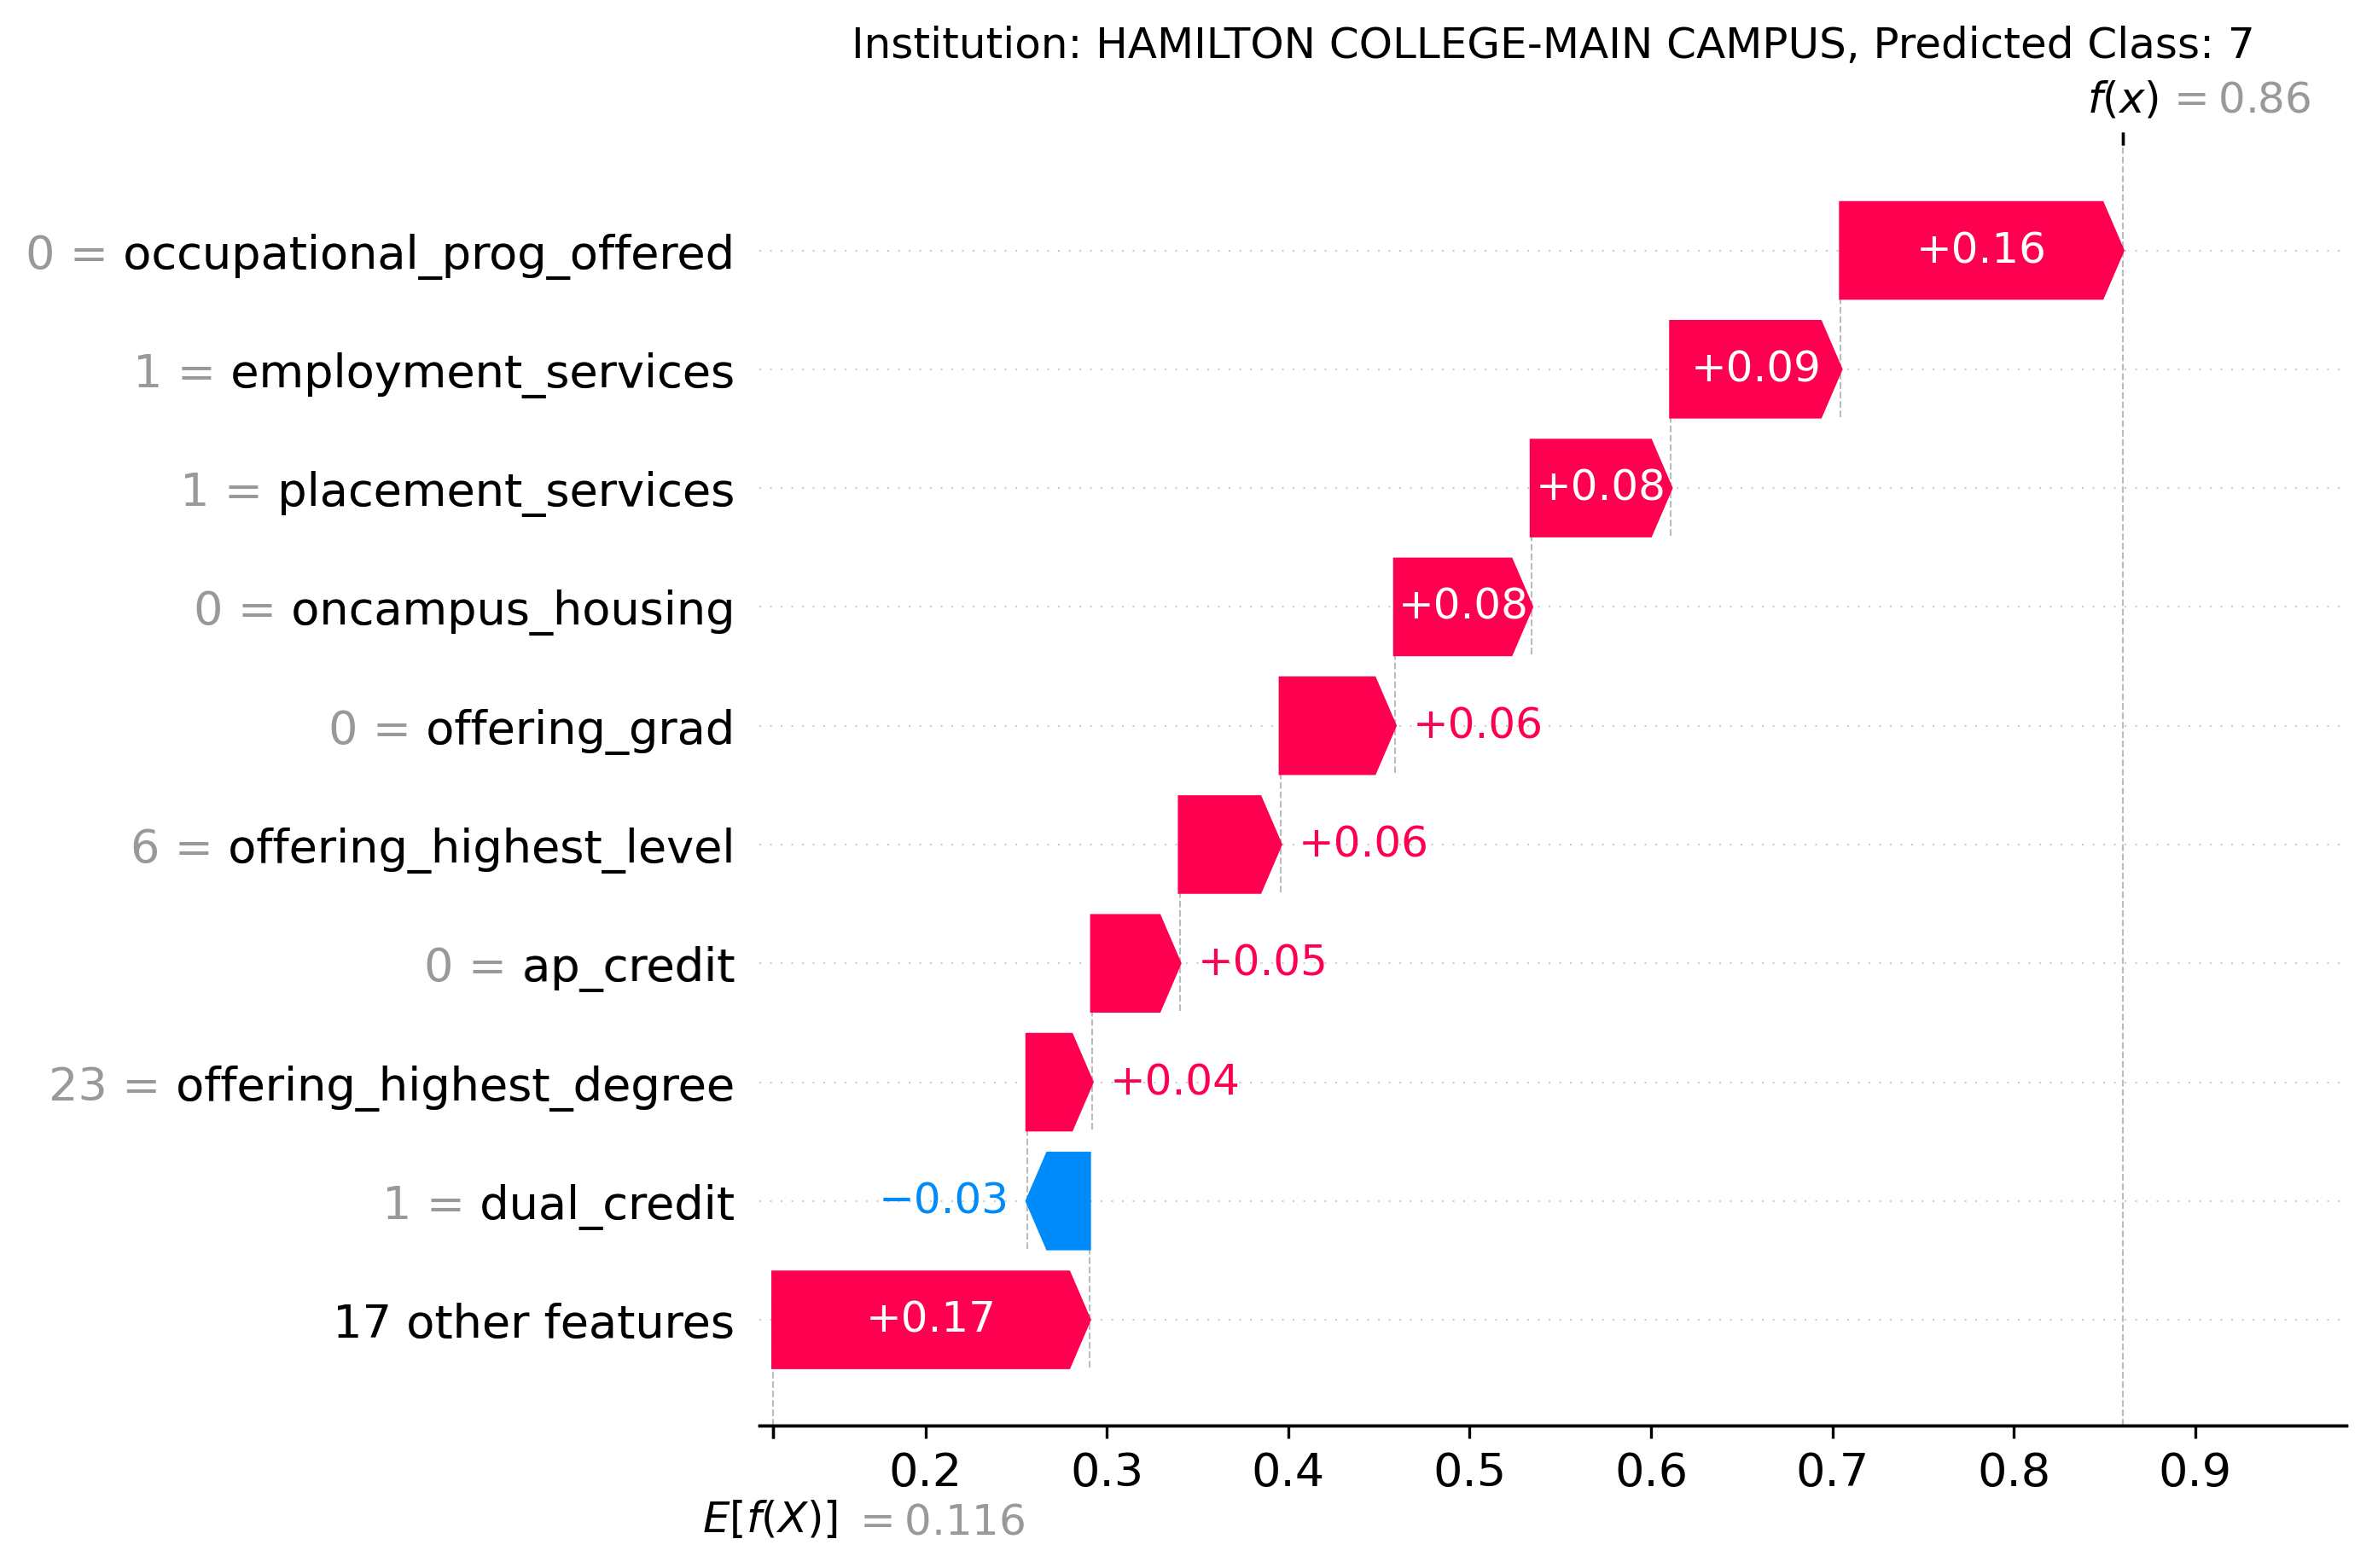 Institution: HAMILTON COLLEGE-MAIN CAMPUS, Predicted Class: 7
f(x) = 0.86
0 = occupational_prog_offered +0.16
1 = employment_services +0.09
1 = placement_services +0.08
0 = oncampus_housing +0.08
0 = offering_grad +0.06
6 = offering_highest_level +0.06
0 = ap_credit +0.05
23 = offering_highest_degree +0.04
1 = dual_credit −0.03
17 other features +0.17
0.2 0.3 0.4 0.5 0.6 0.7 0.8 0.9
E[f(X)] = 0.116